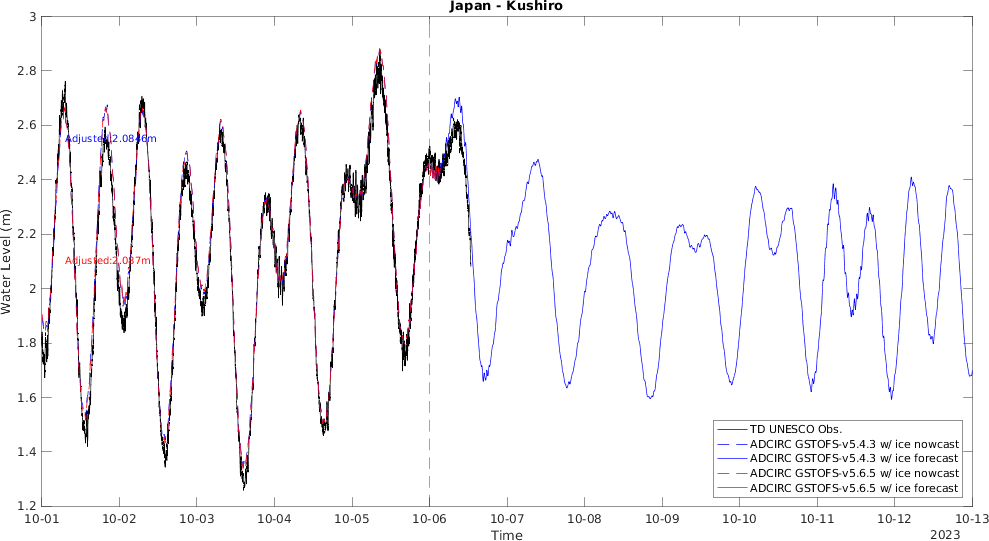 Japan - Kushiro
3
2.8
2.6
2.4
2.2
2
1.8
1.6
1.4
1.2
Water Level (m)
Adjusted:2.0846m
Adjusted:2.037m
TD UNESCO Obs.
ADCIRC GSTOFS-v5.4.3 w/ ice nowcast
ADCIRC GSTOFS-v5.4.3 w/ ice forecast
ADCIRC GSTOFS-v5.6.5 w/ ice nowcast
ADCIRC GSTOFS-v5.6.5 w/ ice forecast
10-01 10-02 10-03 10-04 10-05 10-06 10-07 10-08 10-09 10-10 10-11 10-12 10-13
Time
2023